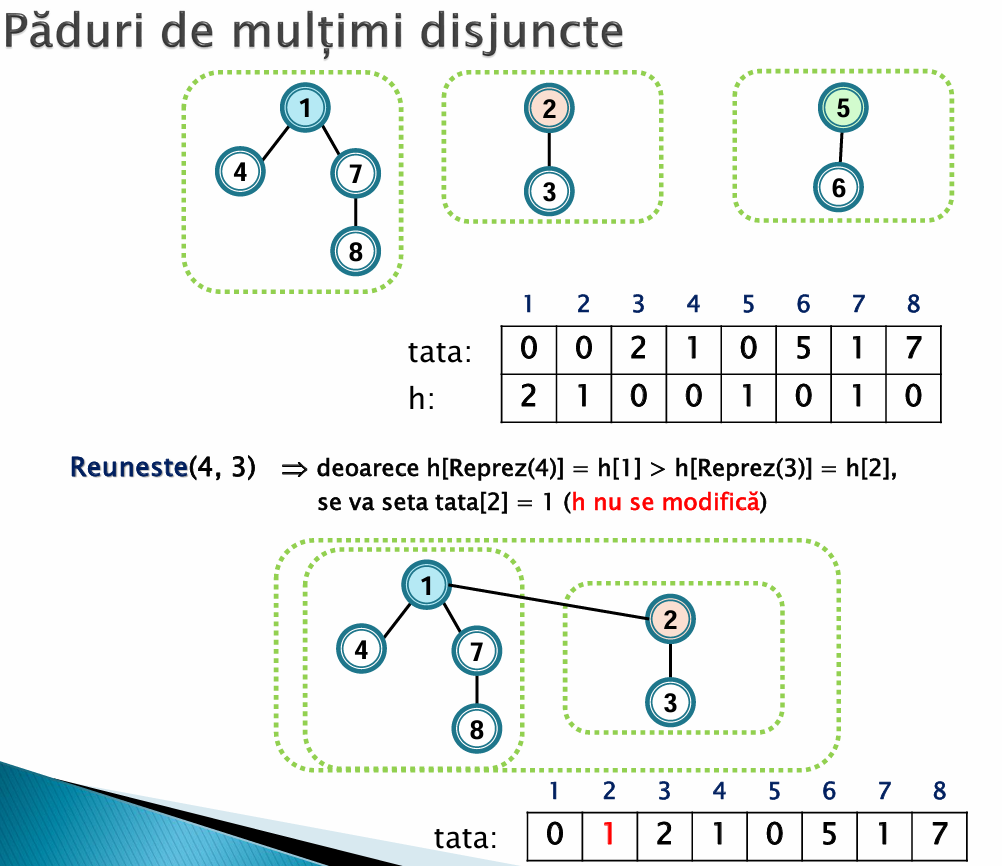 Păduri de mulțimi disjuncte
1 2 5
4 7 3 6
8
1 2 3 4 5 6 7 8
tata: 0 0 2 1 0 5 1 7
h: 2 1 0 0 1 0 1 0
Reuneste(4, 3) ⇒ deoarece h[Reprez(4)] = h[1] > h[Reprez(3)] = h[2],
se va seta tata[2] = 1 (h nu se modifică)
1 2
4 7
3
8
1 2 3 4 5 6 7 8
tata: 0 1 2 1 0 5 1 7